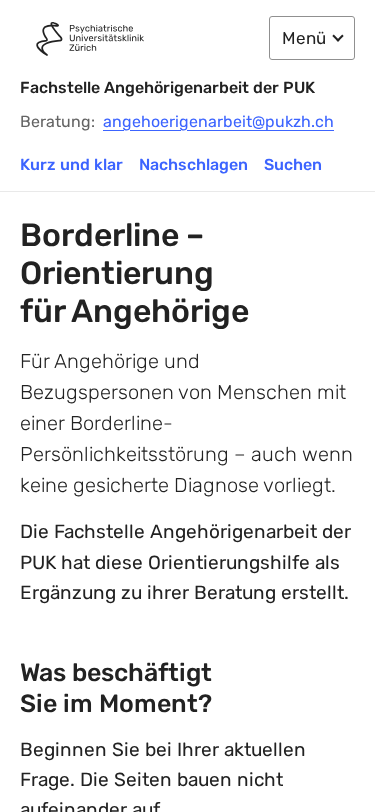 Psychiatrische
Universitätsklinik
Zürich
Menü
Fachstelle Angehörigenarbeit der PUK
Beratung: angehoerigenarbeit@pukzh.ch
Kurz und klar Nachschlagen Suchen
Borderline –
Orientierung
für Angehörige
Für Angehörige und
Bezugspersonen von Menschen mit
einer Borderline-
Persönlichkeitsstörung – auch wenn
keine gesicherte Diagnose vorliegt.
Die Fachstelle Angehörigenarbeit der
PUK hat diese Orientierungshilfe als
Ergänzung zu ihrer Beratung erstellt.
Was beschäftigt
Sie im Moment?
Beginnen Sie bei Ihrer aktuellen
Frage. Die Seiten bauen nicht
aufeinander auf.